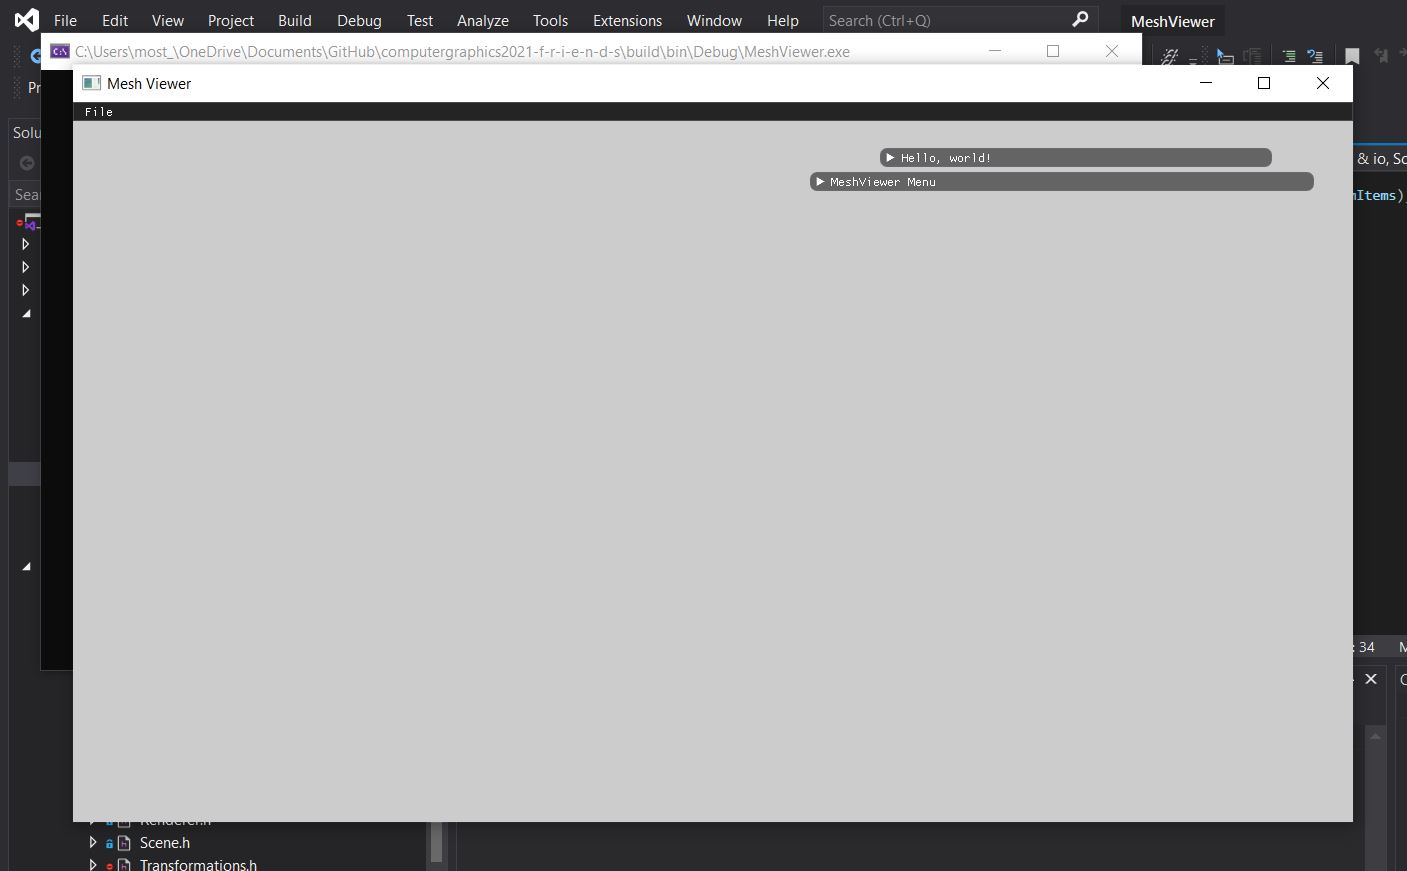 File Edit View Project Build Debug Test Analyze Tools Extensions Window Help Search (Ctrl+Q) MeshViewer
C:\Users\most_\OneDrive\Documents\GitHub\computergraphics2021-f-r-i-e-n-d-s\build\bin\Debug\MeshViewer.exe
Mesh Viewer
File
Hello, world!
MeshViewer Menu
Solu
& io, Sc
Sear
nItems)
: 34
Renderer.h
Scene.h
Transformations.h